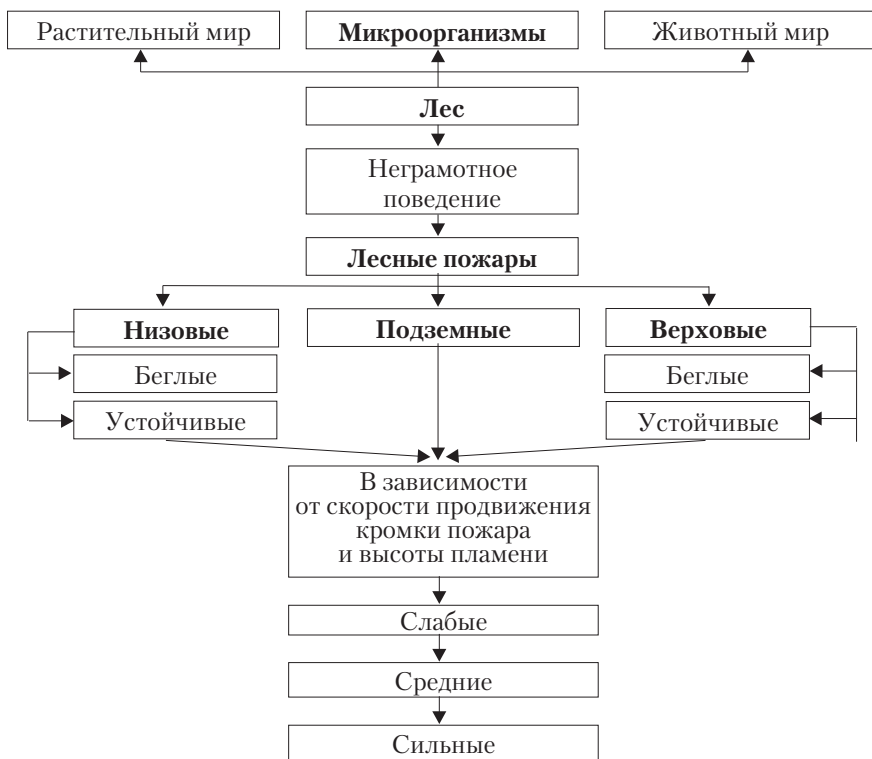 Растительный мир
Микроорганизмы
Животный мир
Лес
Неграмотное
поведение
Лесные пожары
Низовые
Подземные
Верховые
Беглые
Беглые
Устойчивые
Устойчивые
В зависимости
от скорости продвижения
кромки пожара
и высоты пламени
Слабые
Средние
Сильные